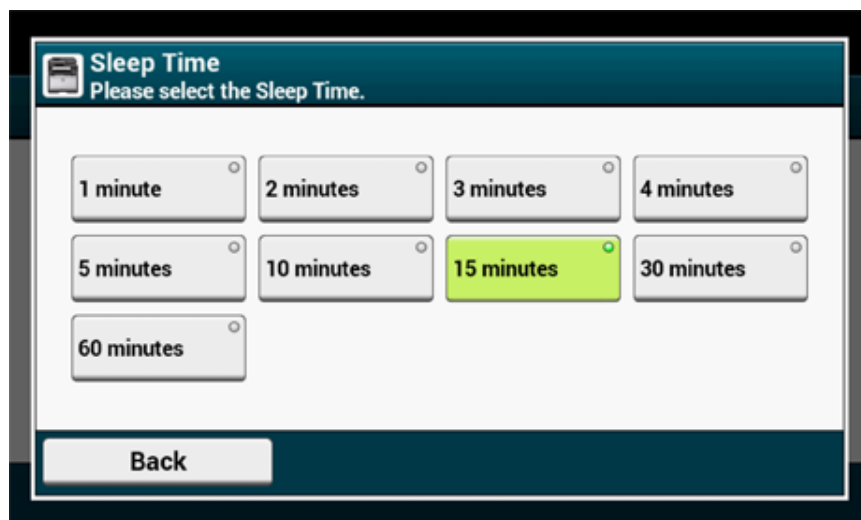 Sleep Time
Please select the Sleep Time.
1 minute
2 minutes
3 minutes
4 minutes
5 minutes
10 minutes
15 minutes
30 minutes
60 minutes
Back